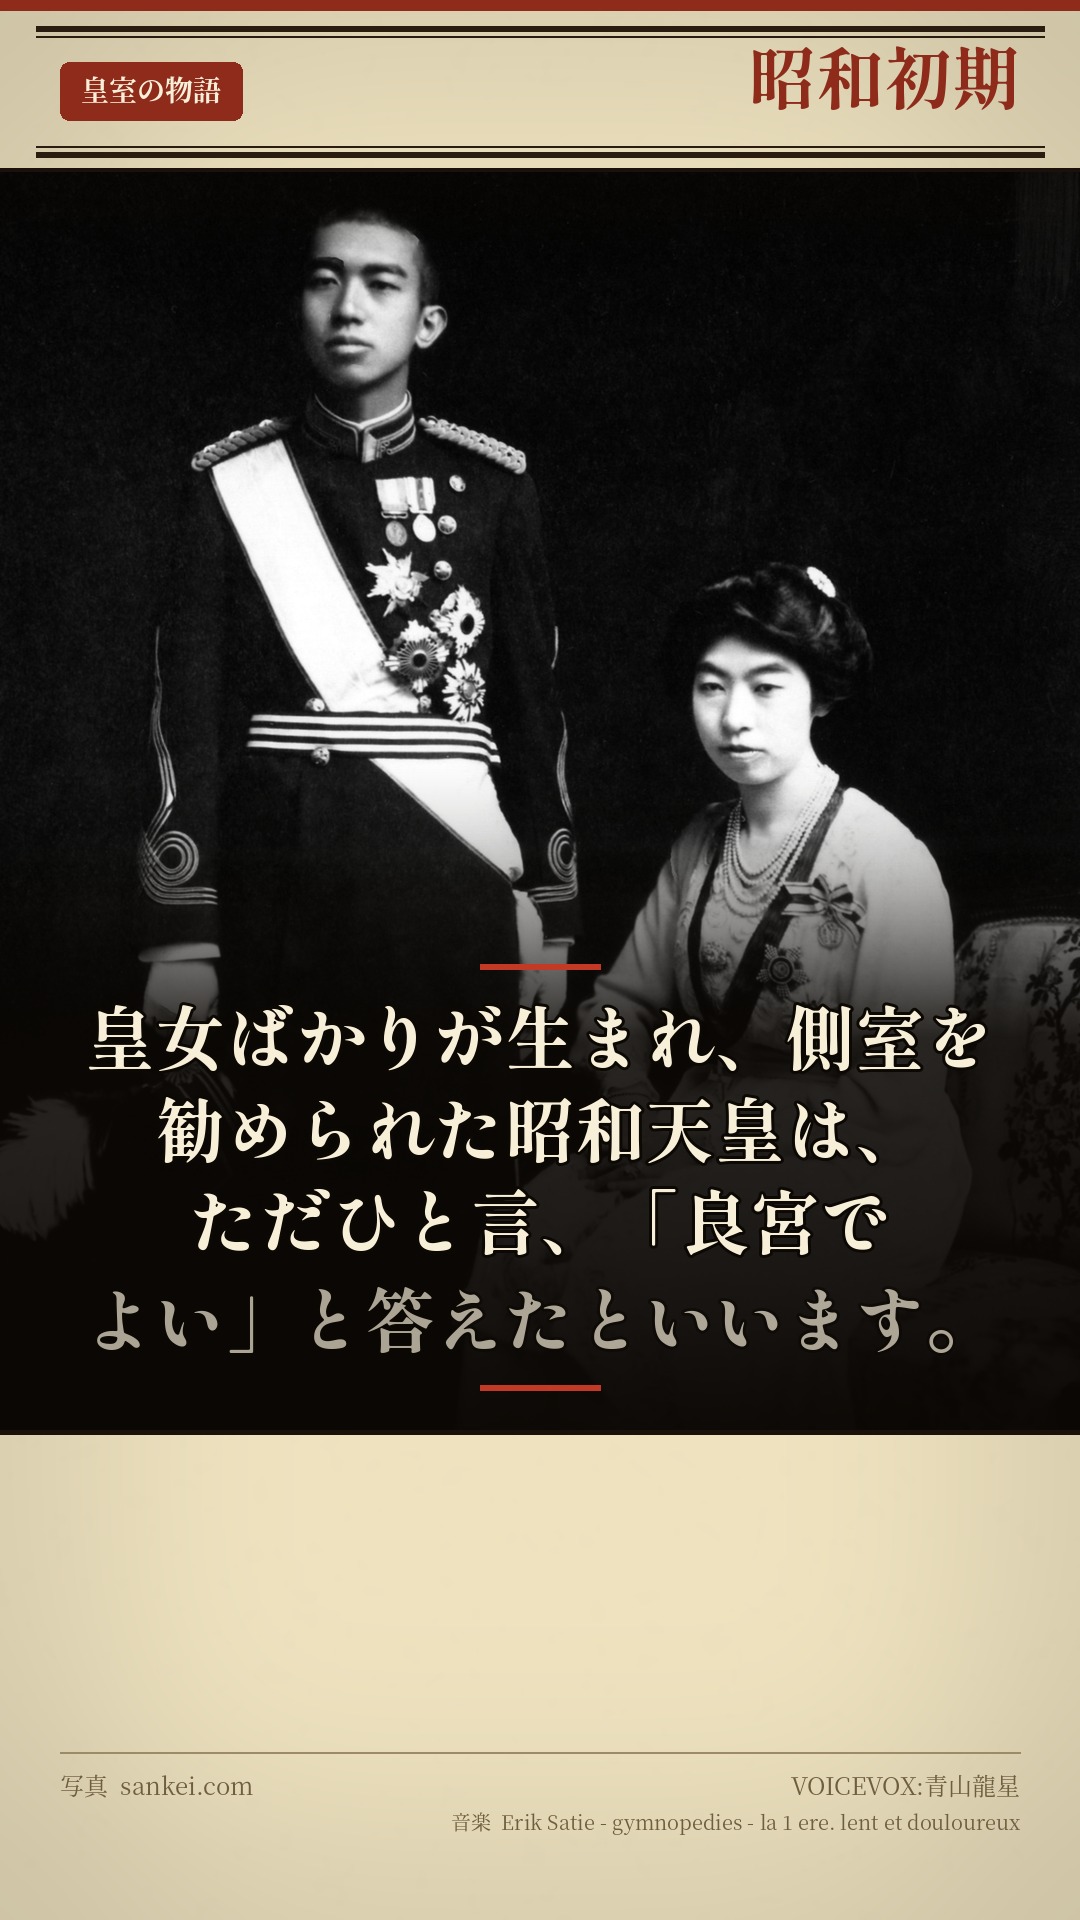 皇室の物語
昭和初期
皇女ばかりが生まれ、側室を
勧められた昭和天皇は、
ただひと言、「良宮で
よい」と答えたといいます。
写真 sankei.com
VOICEVOX:青山龍星
音楽 Erik Satie - gymnopedies - la 1 ere. lent et douloureux